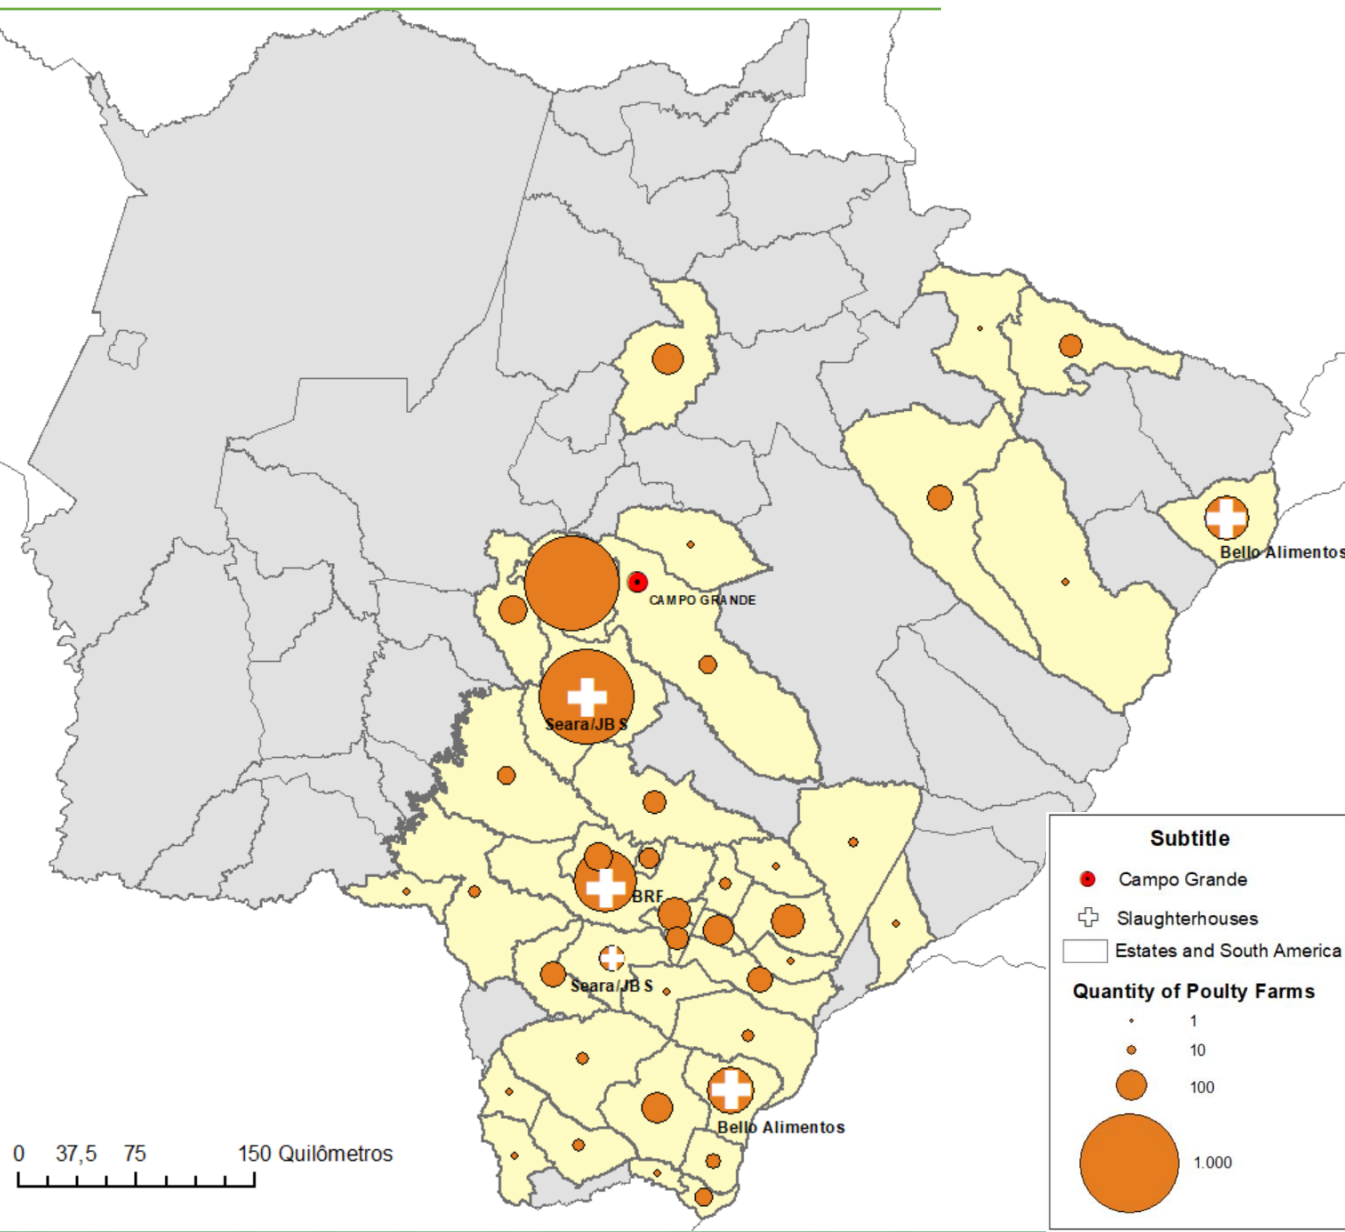 Bello Alimentos
CAMPO GRANDE
Seara/JBS
BRF
Seara/JBS
Bello Alimentos
0 37,5 75 150 Quilômetros
Subtitle
Campo Grande
Slaughterhouses
Estates and South America
Quantity of Poulty Farms
1
10
100
1.000